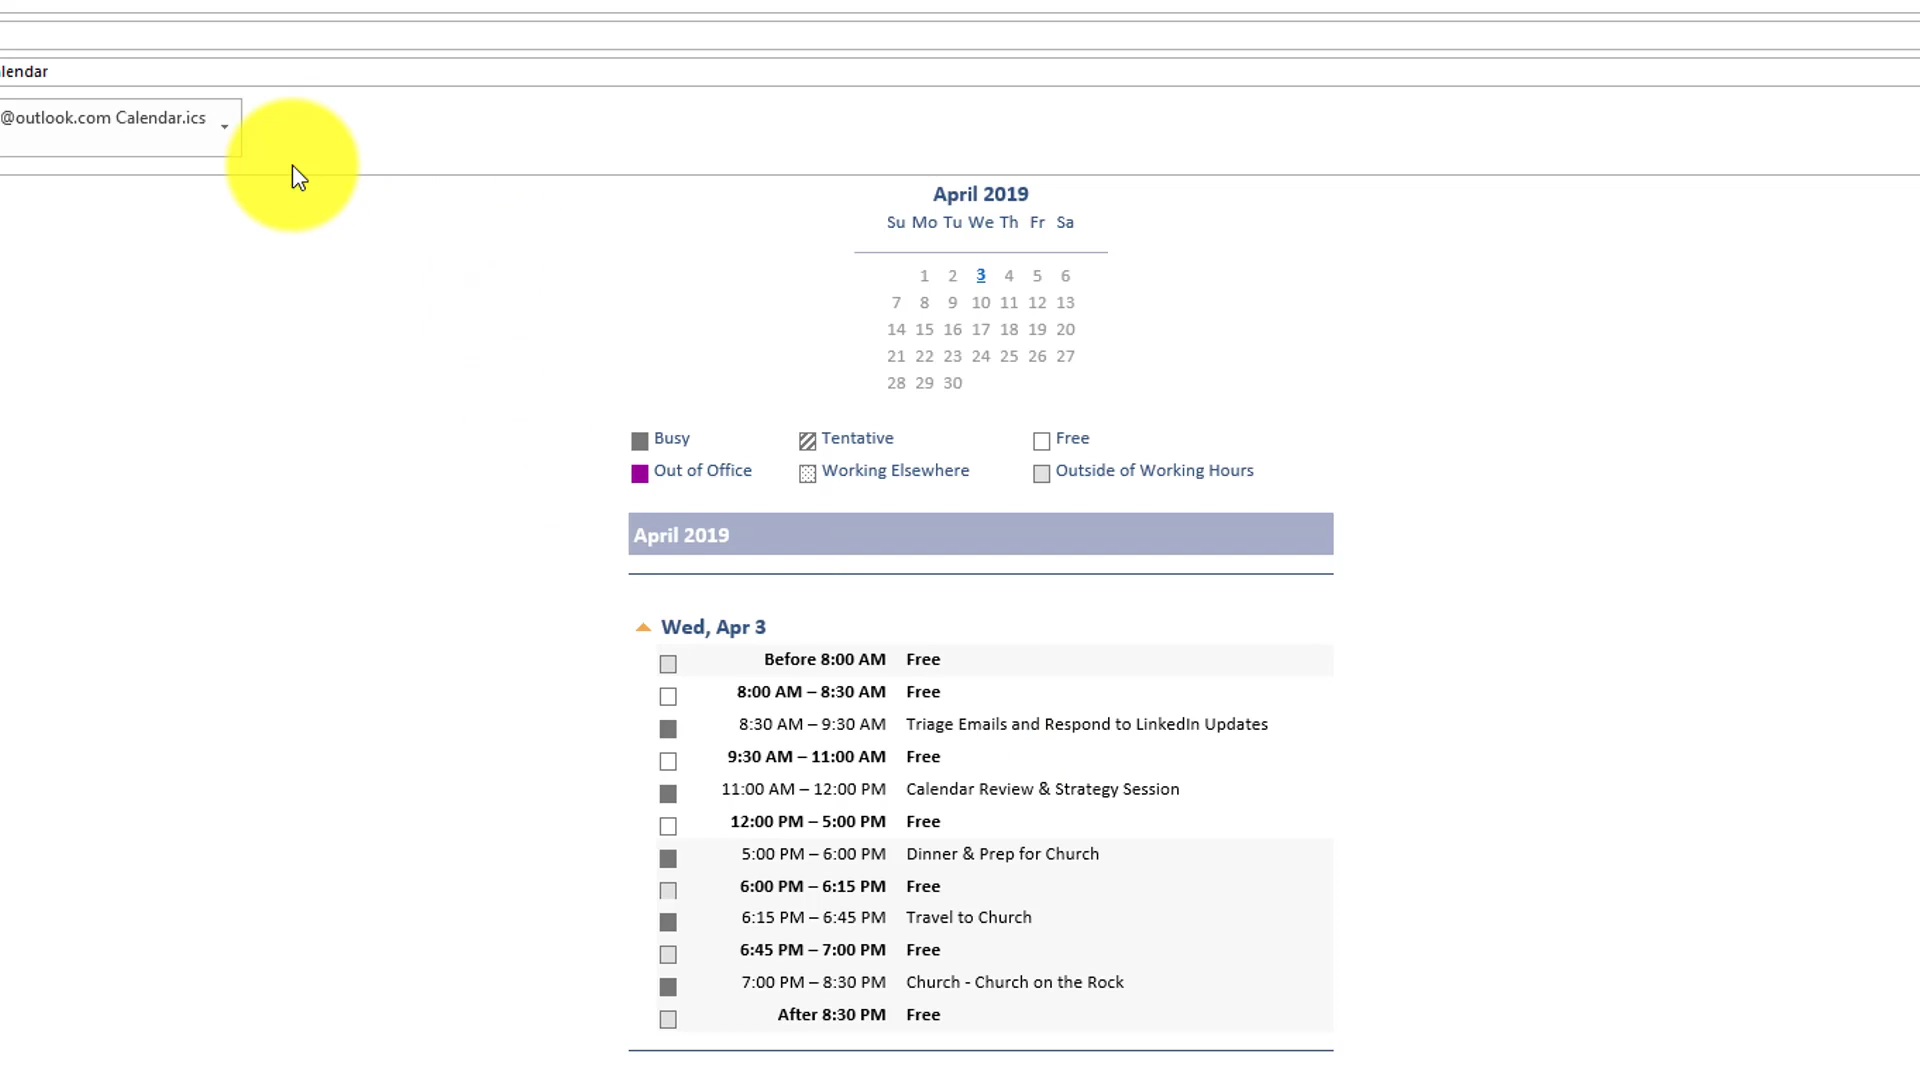 lendar
@outlook.com Calendar.ics
April 2019
Su Mo Tu We Th Fr Sa
1 2 3 4 5 6
7 8 9 10 11 12 13
14 15 16 17 18 19 20
21 22 23 24 25 26 27
28 29 30
Busy Tentative Free
Out of Office Working Elsewhere Outside of Working Hours
April 2019
Wed, Apr 3
Before 8:00 AM Free
8:00 AM – 8:30 AM Free
8:30 AM – 9:30 AM Triage Emails and Respond to LinkedIn Updates
9:30 AM – 11:00 AM Free
11:00 AM – 12:00 PM Calendar Review & Strategy Session
12:00 PM – 5:00 PM Free
5:00 PM – 6:00 PM Dinner & Prep for Church
6:00 PM – 6:15 PM Free
6:15 PM – 6:45 PM Travel to Church
6:45 PM – 7:00 PM Free
7:00 PM – 8:30 PM Church - Church on the Rock
After 8:30 PM Free